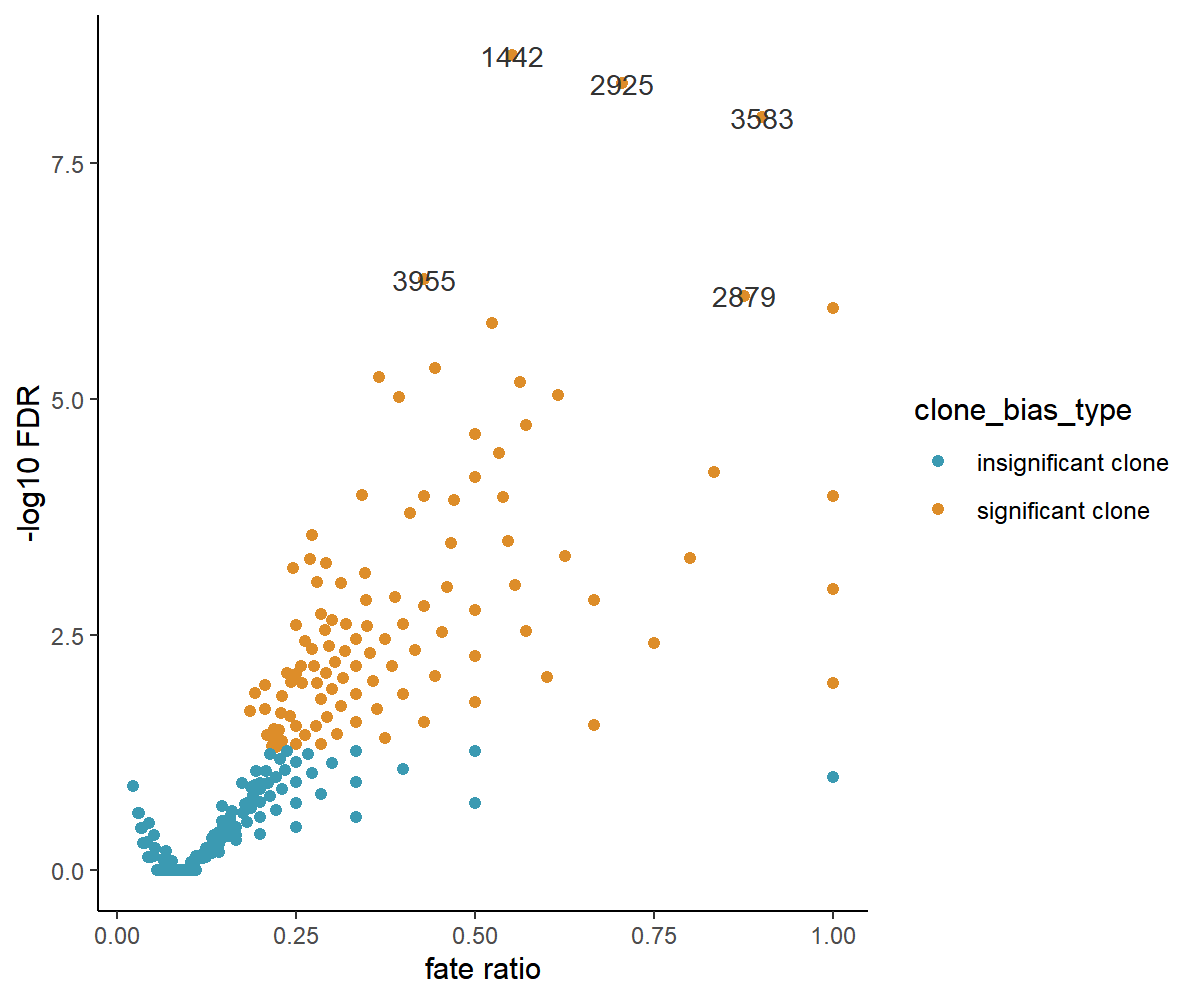 1442
2925
3583
7.5
3955
2879
5.0
2.5
0.0
0.00 0.25 0.50 0.75 1.00
fate ratio
-log10 FDR
clone_bias_type
insignificant clone
significant clone